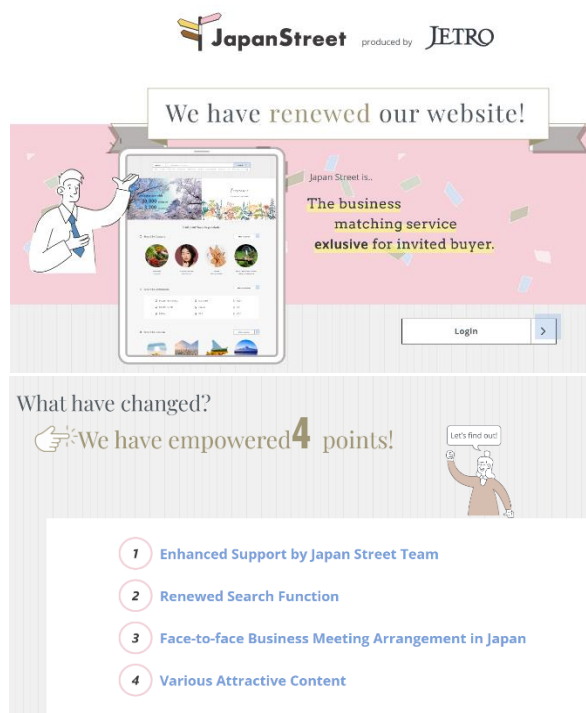 JapanStreet produced by JETRO
We have renewed our website!
Japan Street is..
The business
matching service
exlusive for invited buyer.
Login
What have changed?
We have empowered 4 points!
Let's find out!
1 Enhanced Support by Japan Street Team
2 Renewed Search Function
3 Face-to-face Business Meeting Arrangement in Japan
4 Various Attractive Content